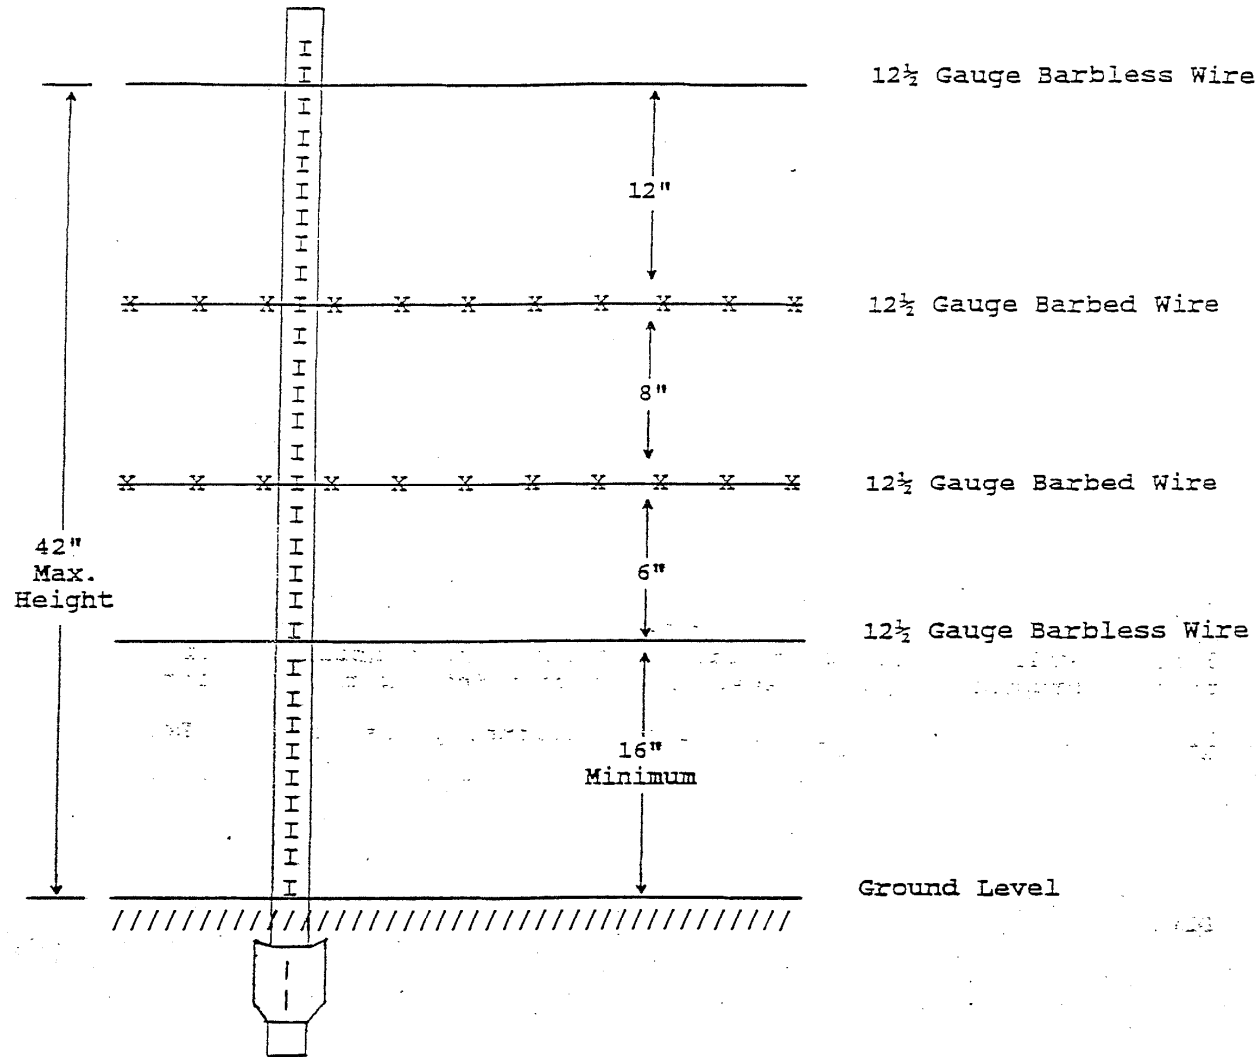 12½ Gauge Barbless Wire
12"
12½ Gauge Barbed Wire
8"
12½ Gauge Barbed Wire
42"
Max.
Height
6"
12½ Gauge Barbless Wire
16"
Minimum
Ground Level